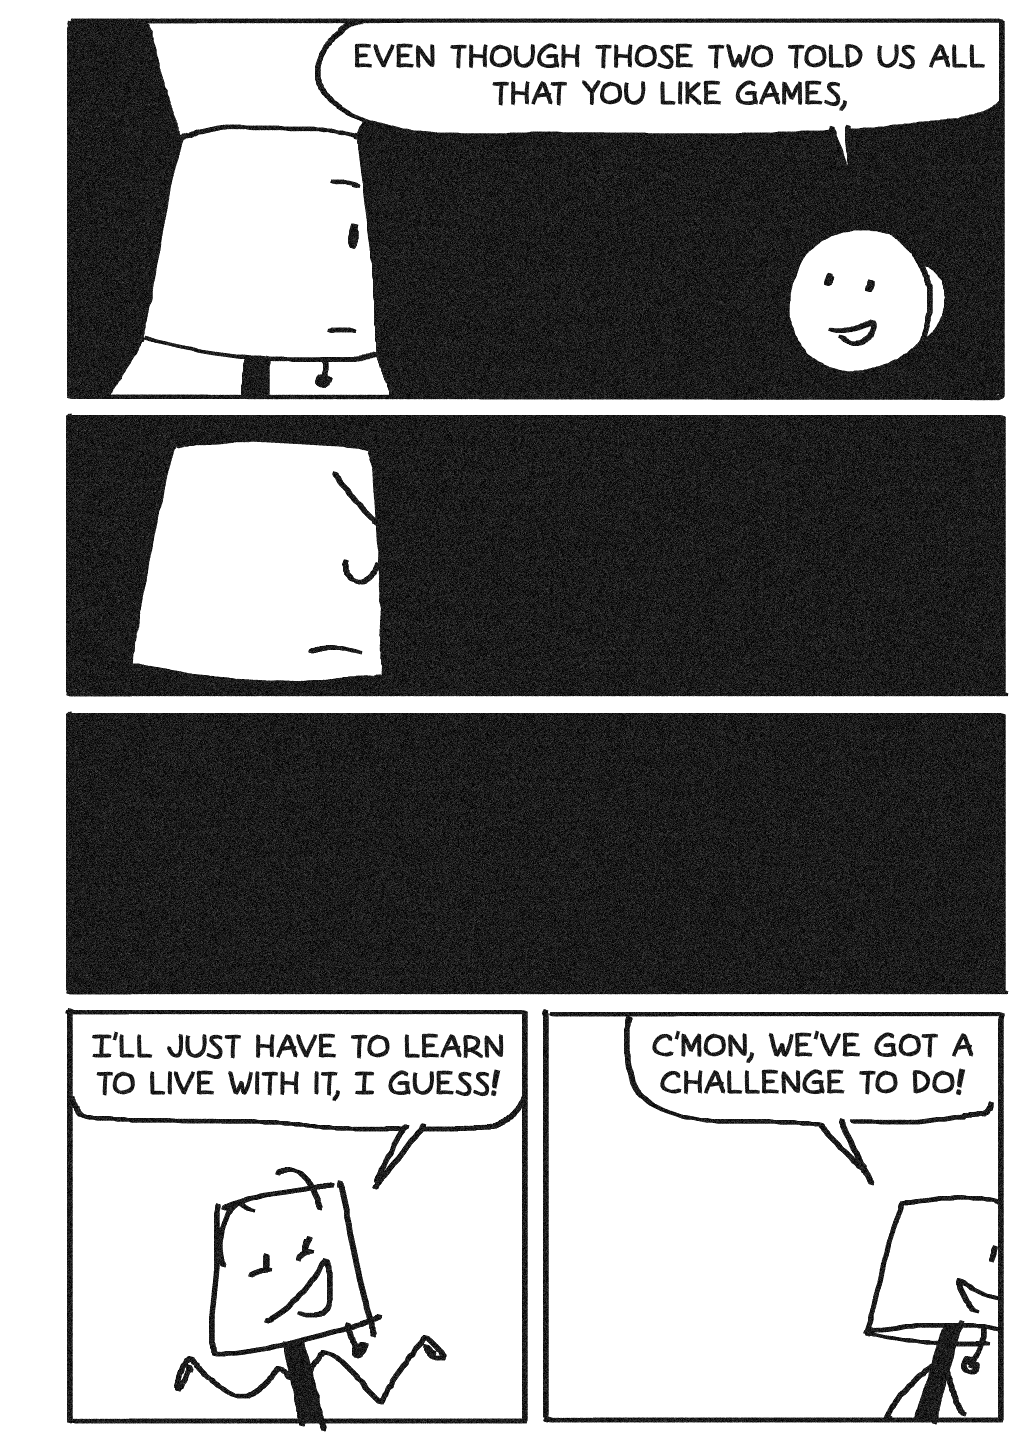 EVEN THOUGH THOSE TWO TOLD US ALL
THAT YOU LIKE GAMES,
I'LL JUST HAVE TO LEARN
TO LIVE WITH IT, I GUESS!
C'MON, WE'VE GOT A
CHALLENGE TO DO!